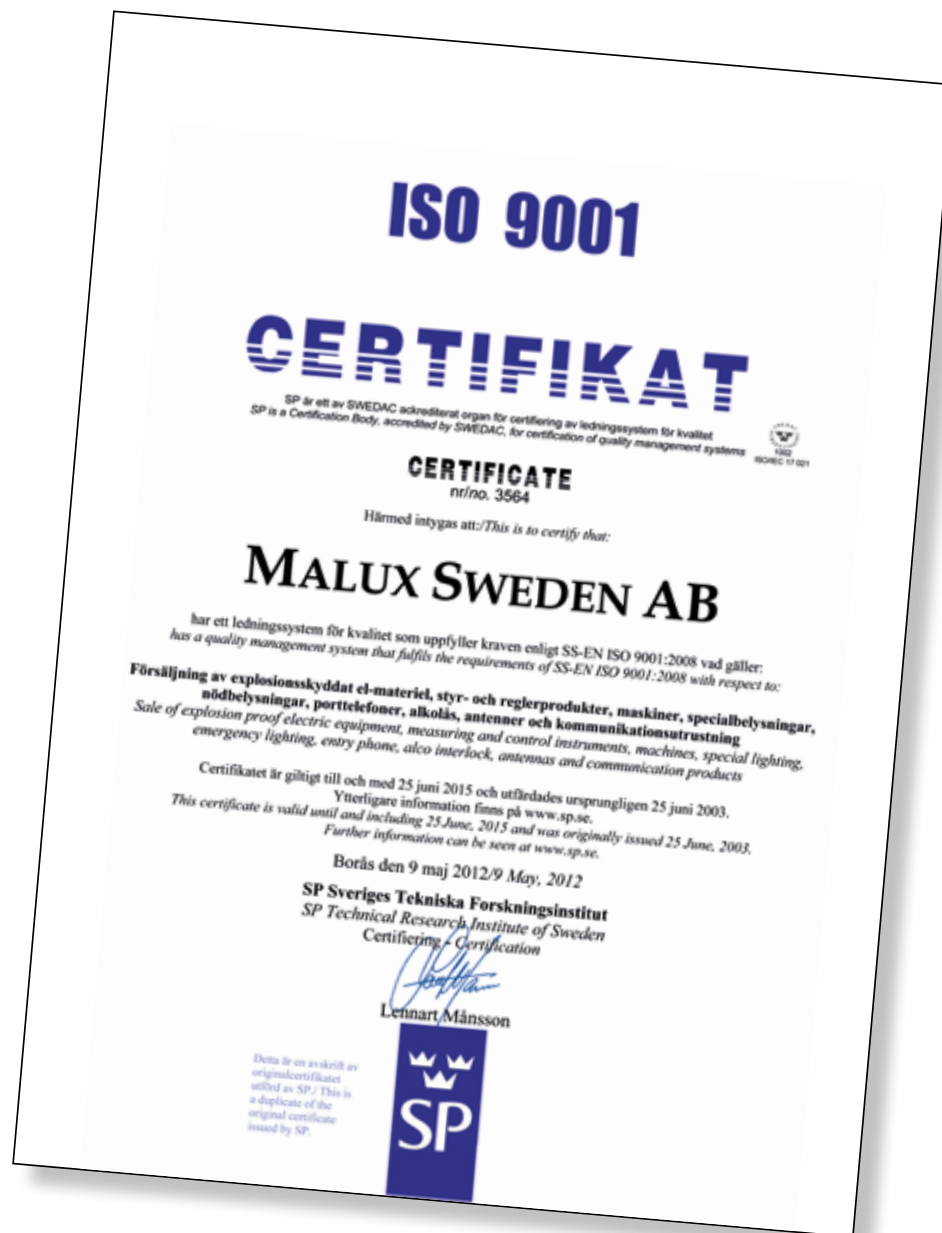 ISO 9001
CERTIFIKAT
SP är ett av SWEDAC ackrediterat organ för certifiering av ledningssystem för kvalitet
SP is a Certification Body, accredited by SWEDAC, for certification of quality management systems
1002
ISO/IEC 17 021
CERTIFICATE
nr/no. 3564
Härmed intygas att:/This is to certify that:
MALUX SWEDEN AB
har ett ledningssystem för kvalitet som uppfyller kraven enligt SS-EN ISO 9001:2008 vad gäller:
has a quality management system that fulfils the requirements of SS-EN ISO 9001:2008 with respect to:
Försäljning av explosionsskyddat el-materiel, styr- och reglerprodukter, maskiner, specialbelysningar,
nödbelysningar, porttelefoner, alkolås, antenner och kommunikationsutrustning
Sale of explosion proof electric equipment, measuring and control instruments, machines, special lighting,
emergency lighting, entry phone, alco interlock, antennas and communication products
Certifikatet är giltigt till och med 25 juni 2015 och utfärdades ursprungligen 25 juni 2003.
Ytterligare information finns på www.sp.se.
This certificate is valid until and including 25 June, 2015 and was originally issued 25 June, 2003.
Further information can be seen at www.sp.se.
Borås den 9 maj 2012/9 May, 2012
SP Sveriges Tekniska Forskningsinstitut
SP Technical Research Institute of Sweden
Certifiering - Certification
Lennart Månsson
Detta är en avskrift av
originalcertifikatet
utförd av SP./ This is
a duplicate of the
original certificate
issued by SP.
SP